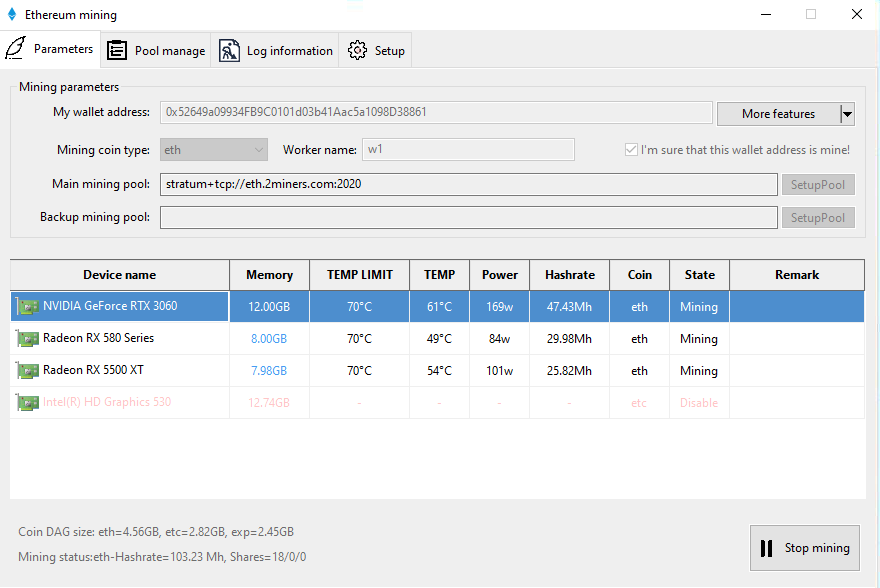 Ethereum mining
Parameters Pool manage Log information Setup
Mining parameters
My wallet address: 0x52649a09934FB9C0101d03b41Aac5a1098D38861 More features
Mining coin type: eth Worker name: w1 I'm sure that this wallet address is mine!
Main mining pool: stratum+tcp://eth.2miners.com:2020 SetupPool
Backup mining pool: SetupPool
Device name Memory TEMP LIMIT TEMP Power Hashrate Coin State Remark
NVIDIA GeForce RTX 3060 12.00GB 70°C 61°C 169w 47.43Mh eth Mining
Radeon RX 580 Series 8.00GB 70°C 49°C 84w 29.98Mh eth Mining
Radeon RX 5500 XT 7.98GB 70°C 54°C 101w 25.82Mh eth Mining
Intel(R) HD Graphics 530 12.74GB - - - - etc Disable
Coin DAG size: eth=4.56GB, etc=2.82GB, exp=2.45GB
Mining status:eth-Hashrate=103.23 Mh, Shares=18/0/0
Stop mining